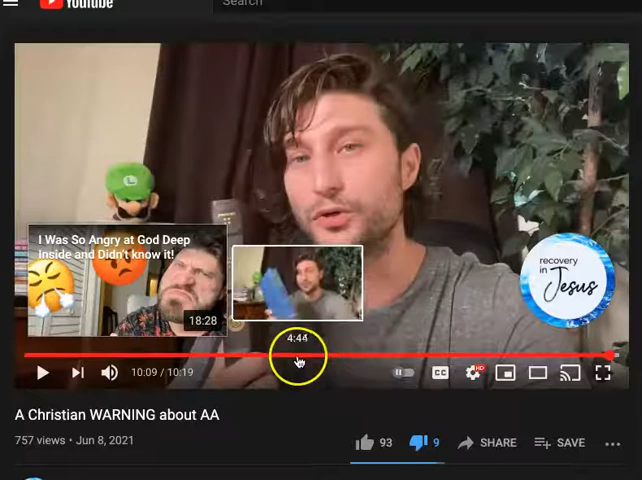 YouTube
Search
I Was So Angry at God Deep
Inside and Didn't know it!
18:28
L
recovery
in
Jesus
4:44
10:09 / 10:19
CC
HD
A Christian WARNING about AA
757 views • Jun 8, 2021
93
9
SHARE
SAVE